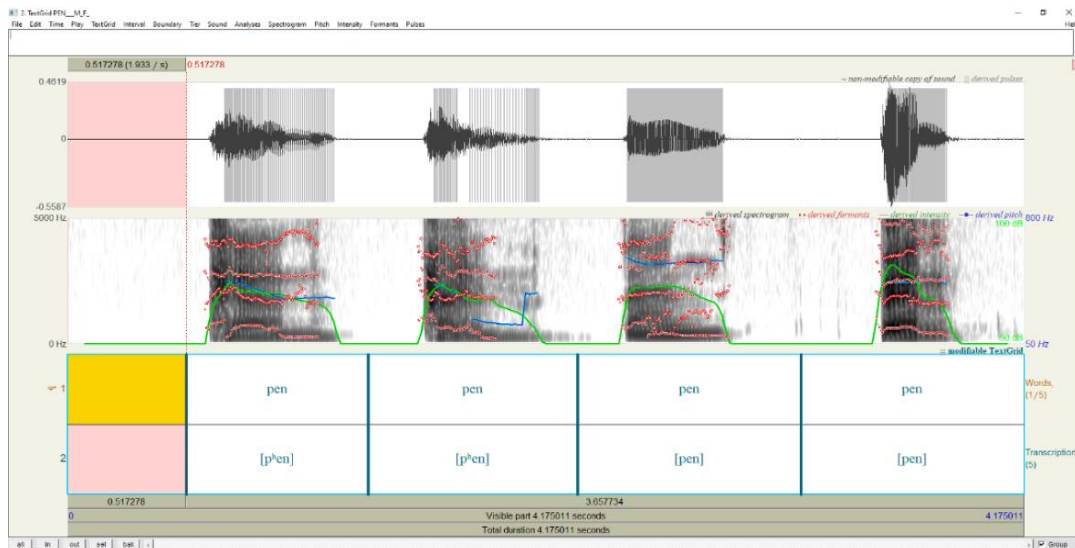 2. TextGrid PEN__M_F_
File Edit Time Play TextGrid Interval Boundary Tier Sound Analyses Spectrogram Pitch Intensity Formants Pulses Hel
0.517278 (1.933 / s) 0.517278
0.4619 ~ non-modifiable copy of sound derived pulses
0
-0.5587
5000 Hz derived spectrogram derived formants derived intensity derived pitch 800 Hz
100 dB
0 Hz 50 dB 50 Hz
modifiable TextGrid
1 pen pen pen pen Words, (1/5)
2 [pʰen] [pʰen] [pen] [pen] Transcription (5)
0.517278 3.657734
0 Visible part 4.175011 seconds 4.175011
Total duration 4.175011 seconds
all in out sel bak Group